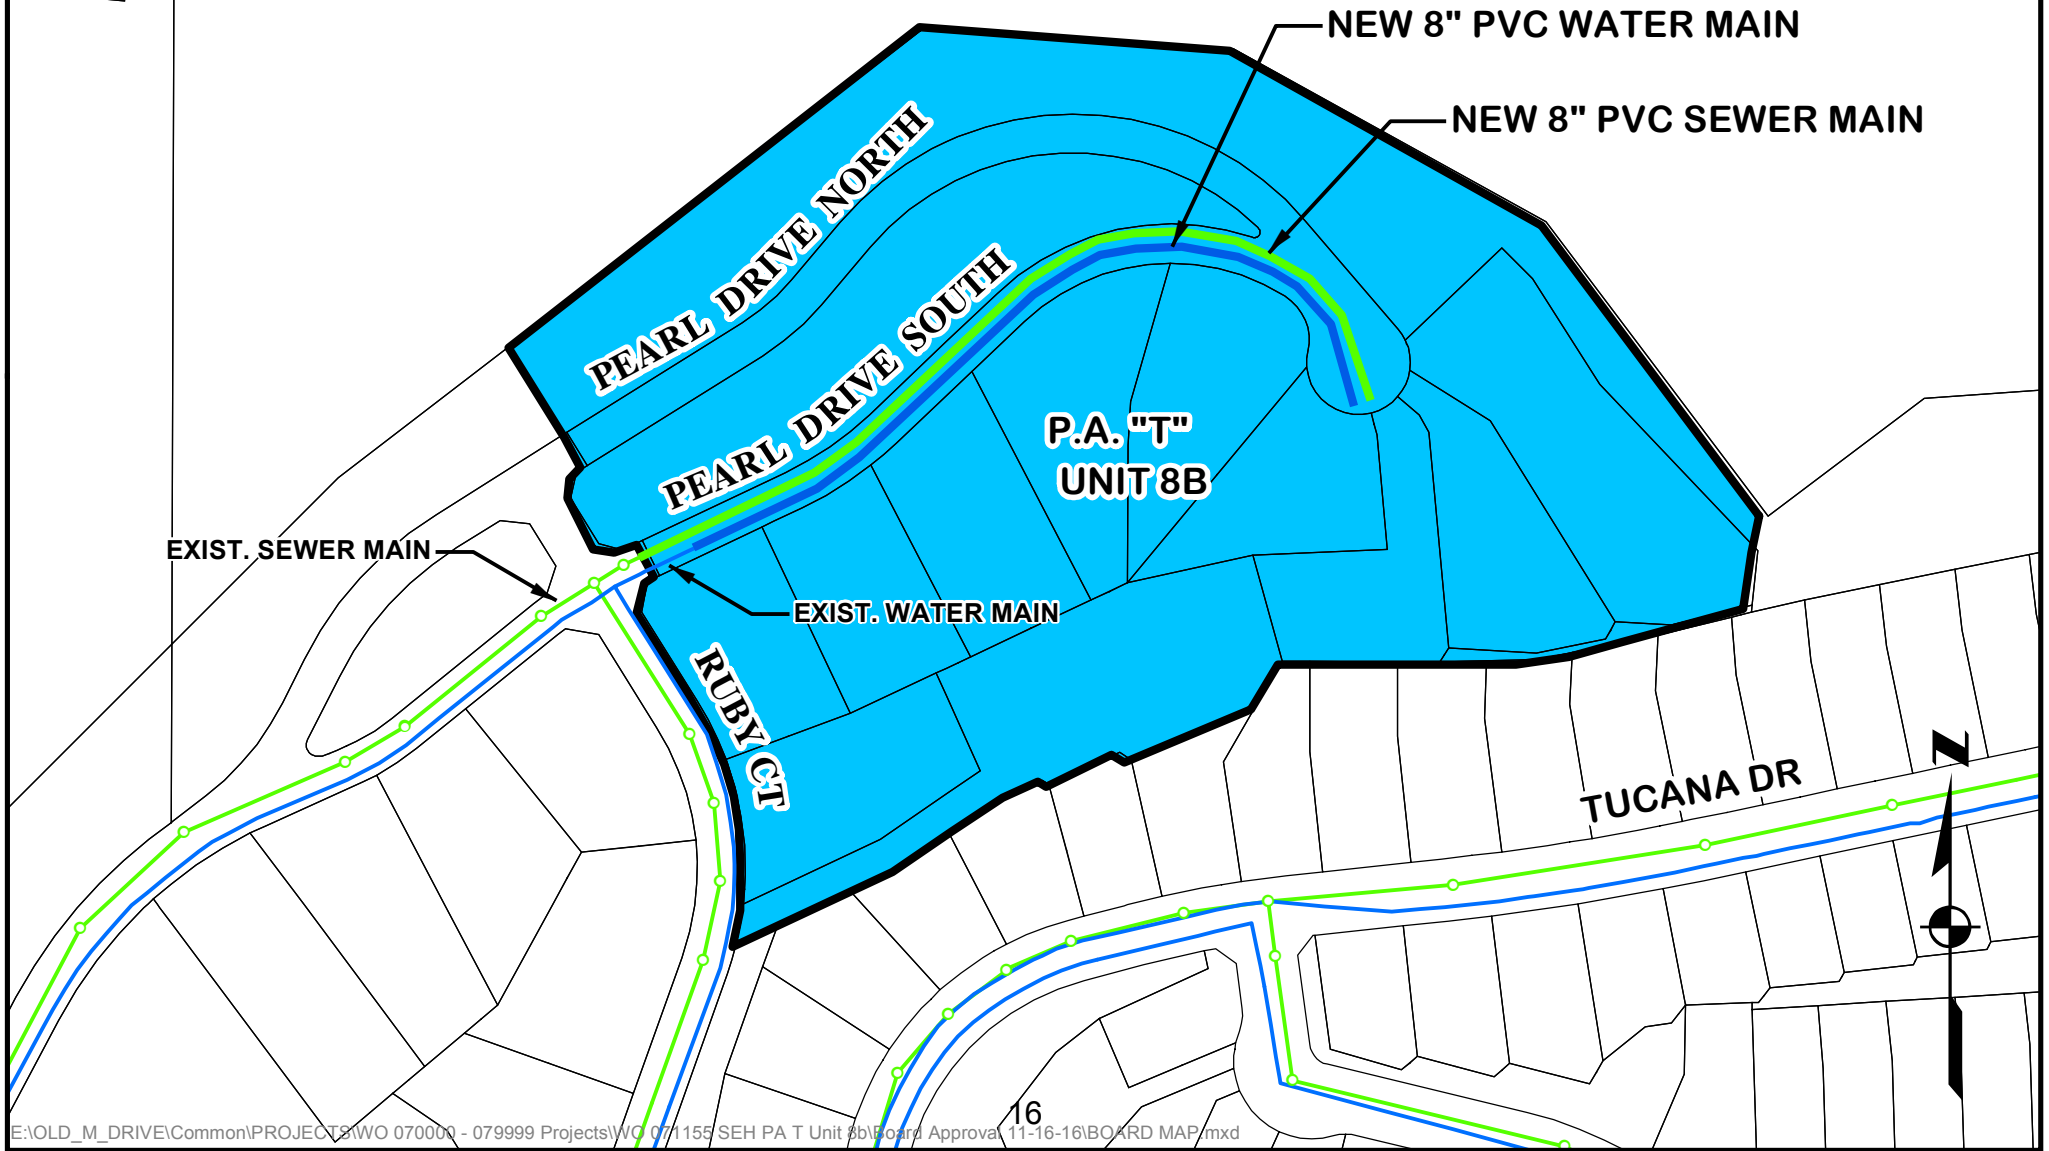 NEW 8" PVC WATER MAIN
NEW 8" PVC SEWER MAIN
PEARL DRIVE NORTH
PEARL DRIVE SOUTH
P.A. "T"
UNIT 8B
EXIST. SEWER MAIN
EXIST. WATER MAIN
RUBY CT
TUCANA DR
N
16
E:\OLD_M_DRIVE\Common\PROJECTS\WO 070000 - 079999 Projects\WO 071155 SEH PA T Unit 8b\Board Approval 11-16-16\BOARD MAP.mxd